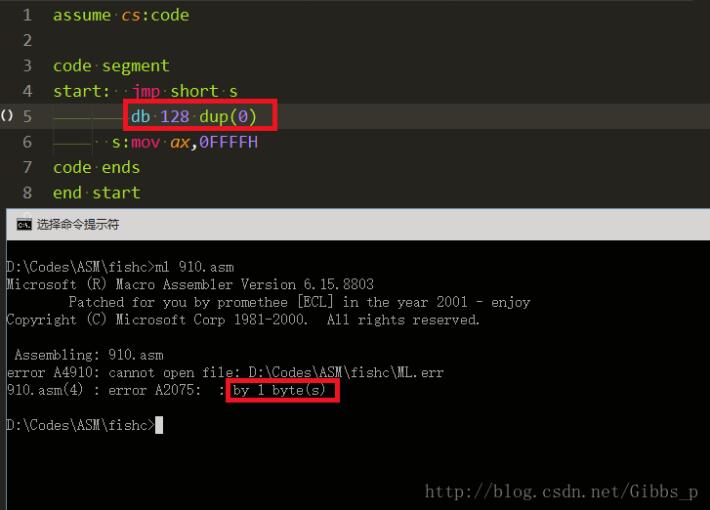 1 assume cs:code
2
3 code segment
4 start: jmp short s
() 5 db 128 dup(0)
6 s:mov ax,0FFFFH
7 code ends
8 end start
选择命令提示符
D:\Codes\ASM\fishc>ml 910.asm
Microsoft (R) Macro Assembler Version 6.15.8803
Patched for you by promethee [ECL] in the year 2001 - enjoy
Copyright (C) Microsoft Corp 1981-2000. All rights reserved.
Assembling: 910.asm
error A4910: cannot open file: D:\Codes\ASM\fishc\ML.err
910.asm(4) : error A2075: : by 1 byte(s)
D:\Codes\ASM\fishc>
http://blog.csdn.net/Gibbs_p